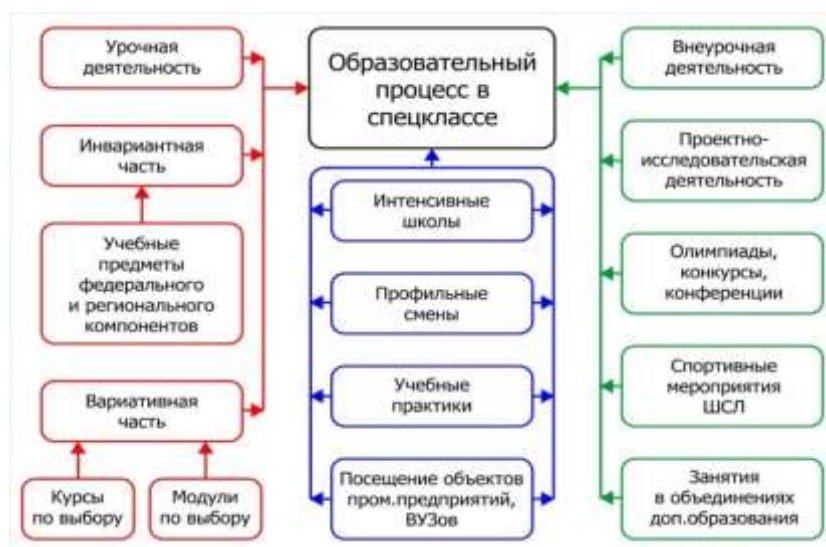 Урочная
деятельность
Инвариантная
часть
Учебные
предметы
федерального
и регионального
компонентов
Вариативная
часть
Курсы
по выбору
Модули
по выбору
Образовательный
процесс в
спецклассе
Интенсивные
школы
Профильные
смены
Учебные
практики
Посещение объектов
пром.предприятий,
ВУЗов
Внеурочная
деятельность
Проектно-
исследовательская
деятельность
Олимпиады,
конкурсы,
конференции
Спортивные
мероприятия
ШСЛ
Занятия
в объединениях
доп.образования